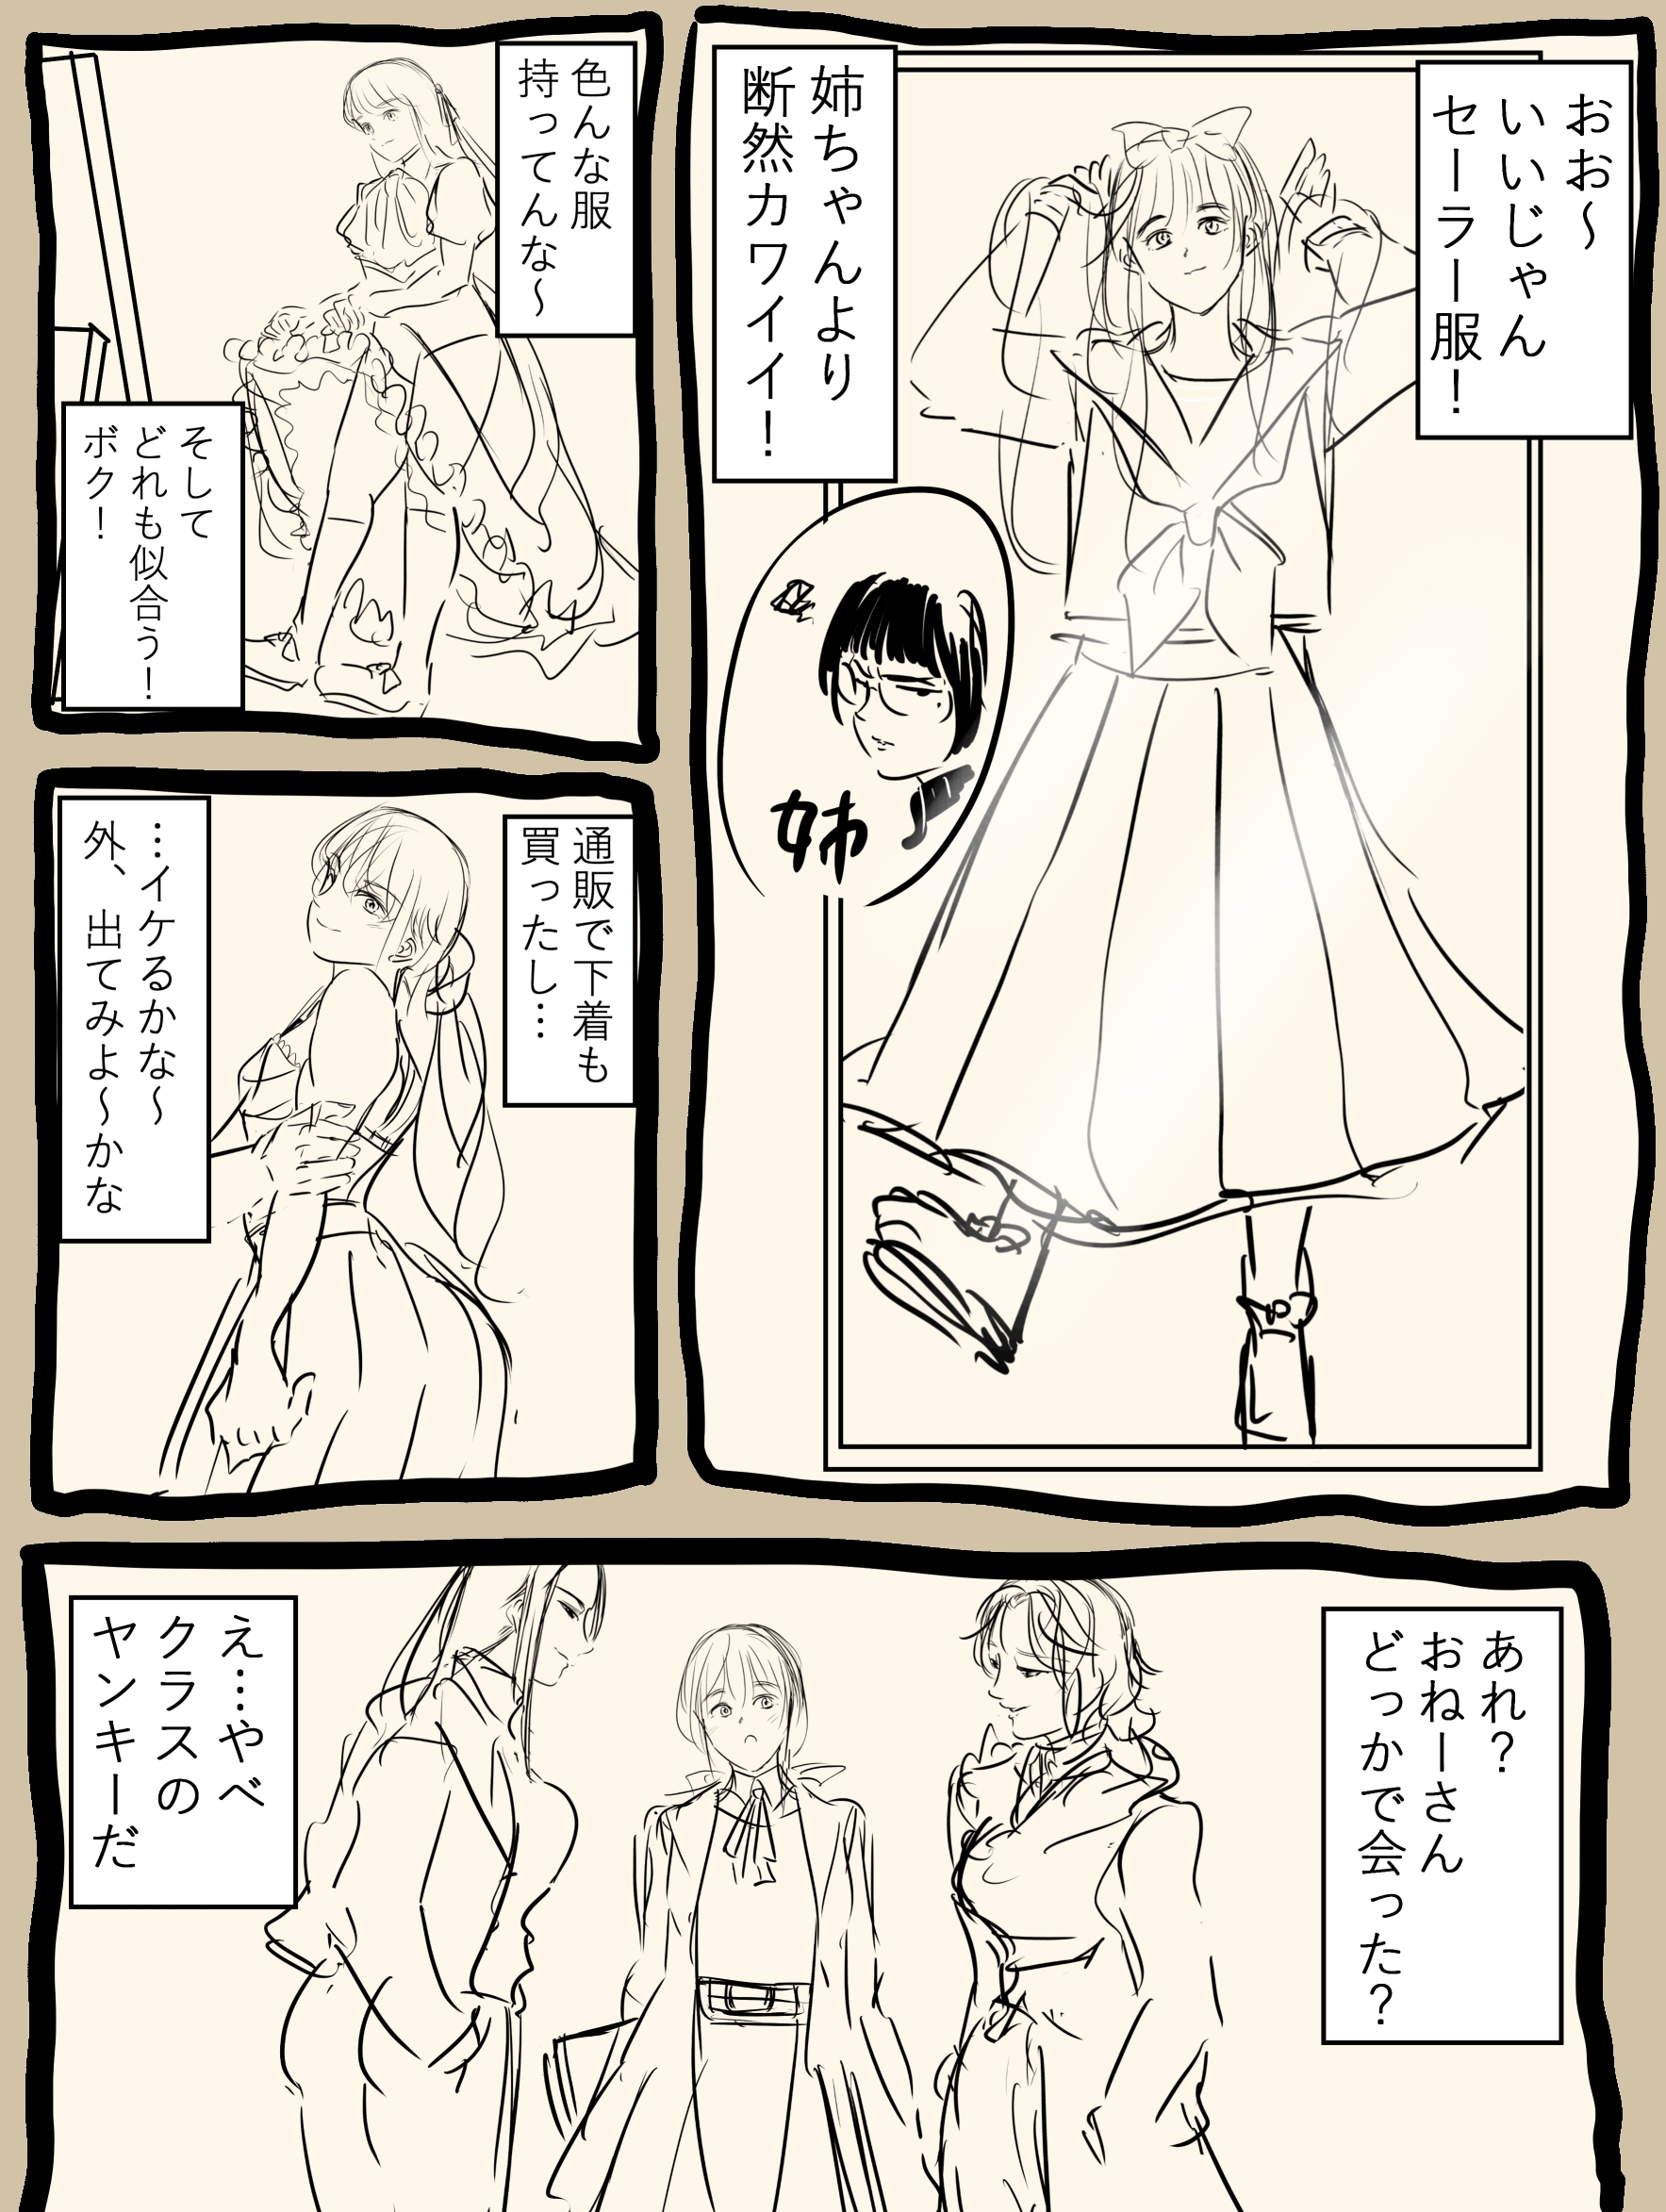 おお～
いいじゃん
セーラー服！
姉ちゃんより
断然カワイイ！
姉
色んな服
持ってんな～
そして
どれも似合う！
ボク！
通販で下着も
買ったし…
…イケるかな～
外、出てみよ～かな
あれ？
おねーさん
どっかで会った？
え…やべ
クラスの
ヤンキーだ